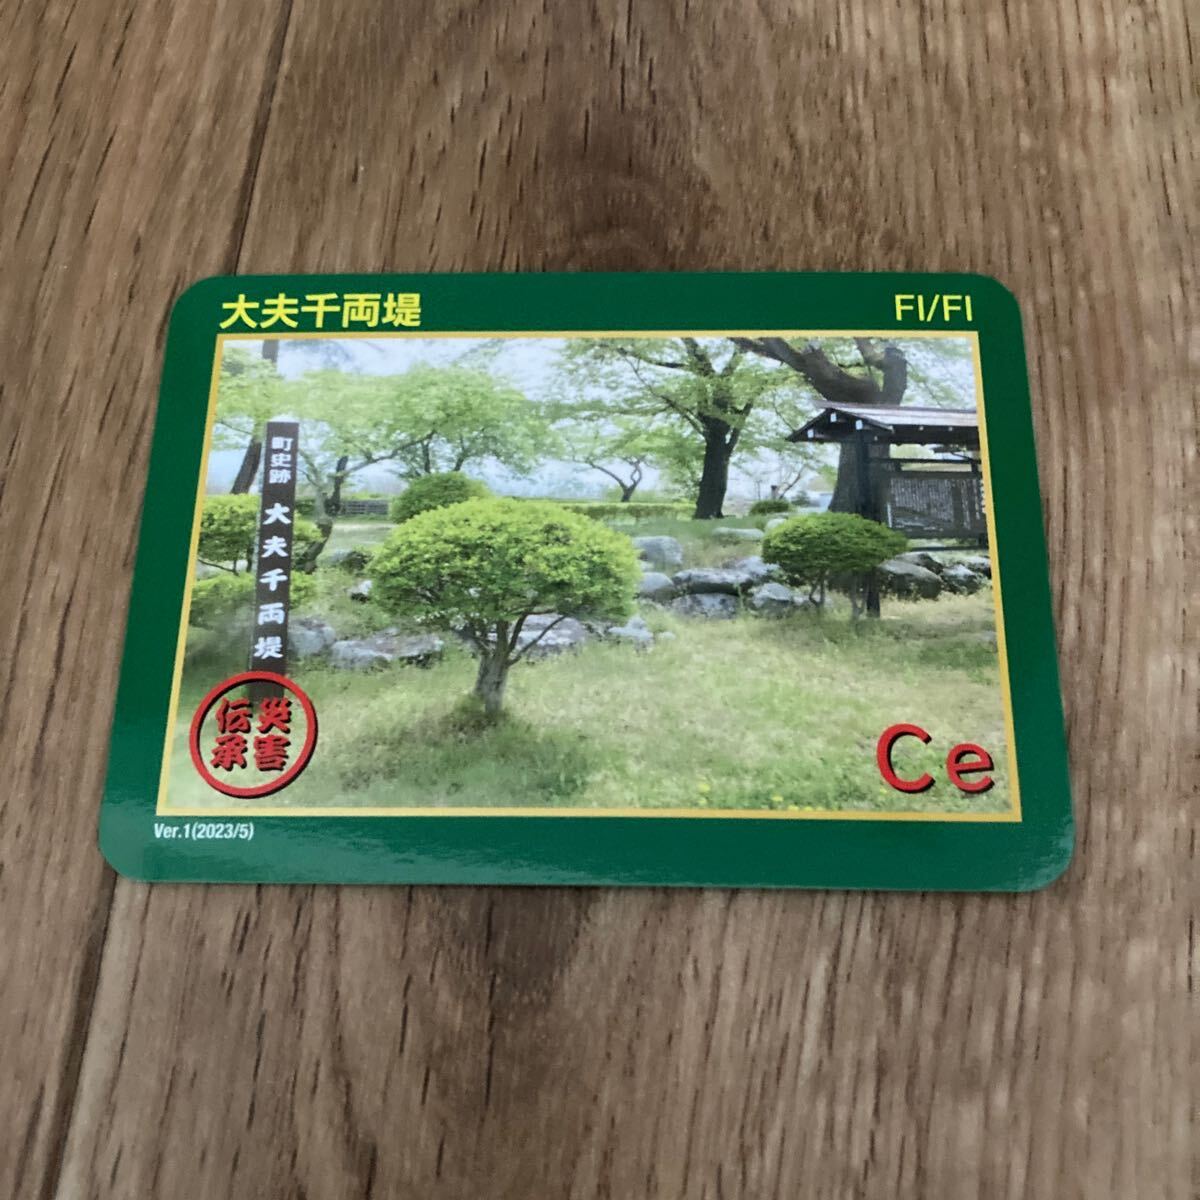 大夫千両堤
FI/FI
町史跡 大夫千両堤
災害
伝承
Ce
Ver.1(2023/5)